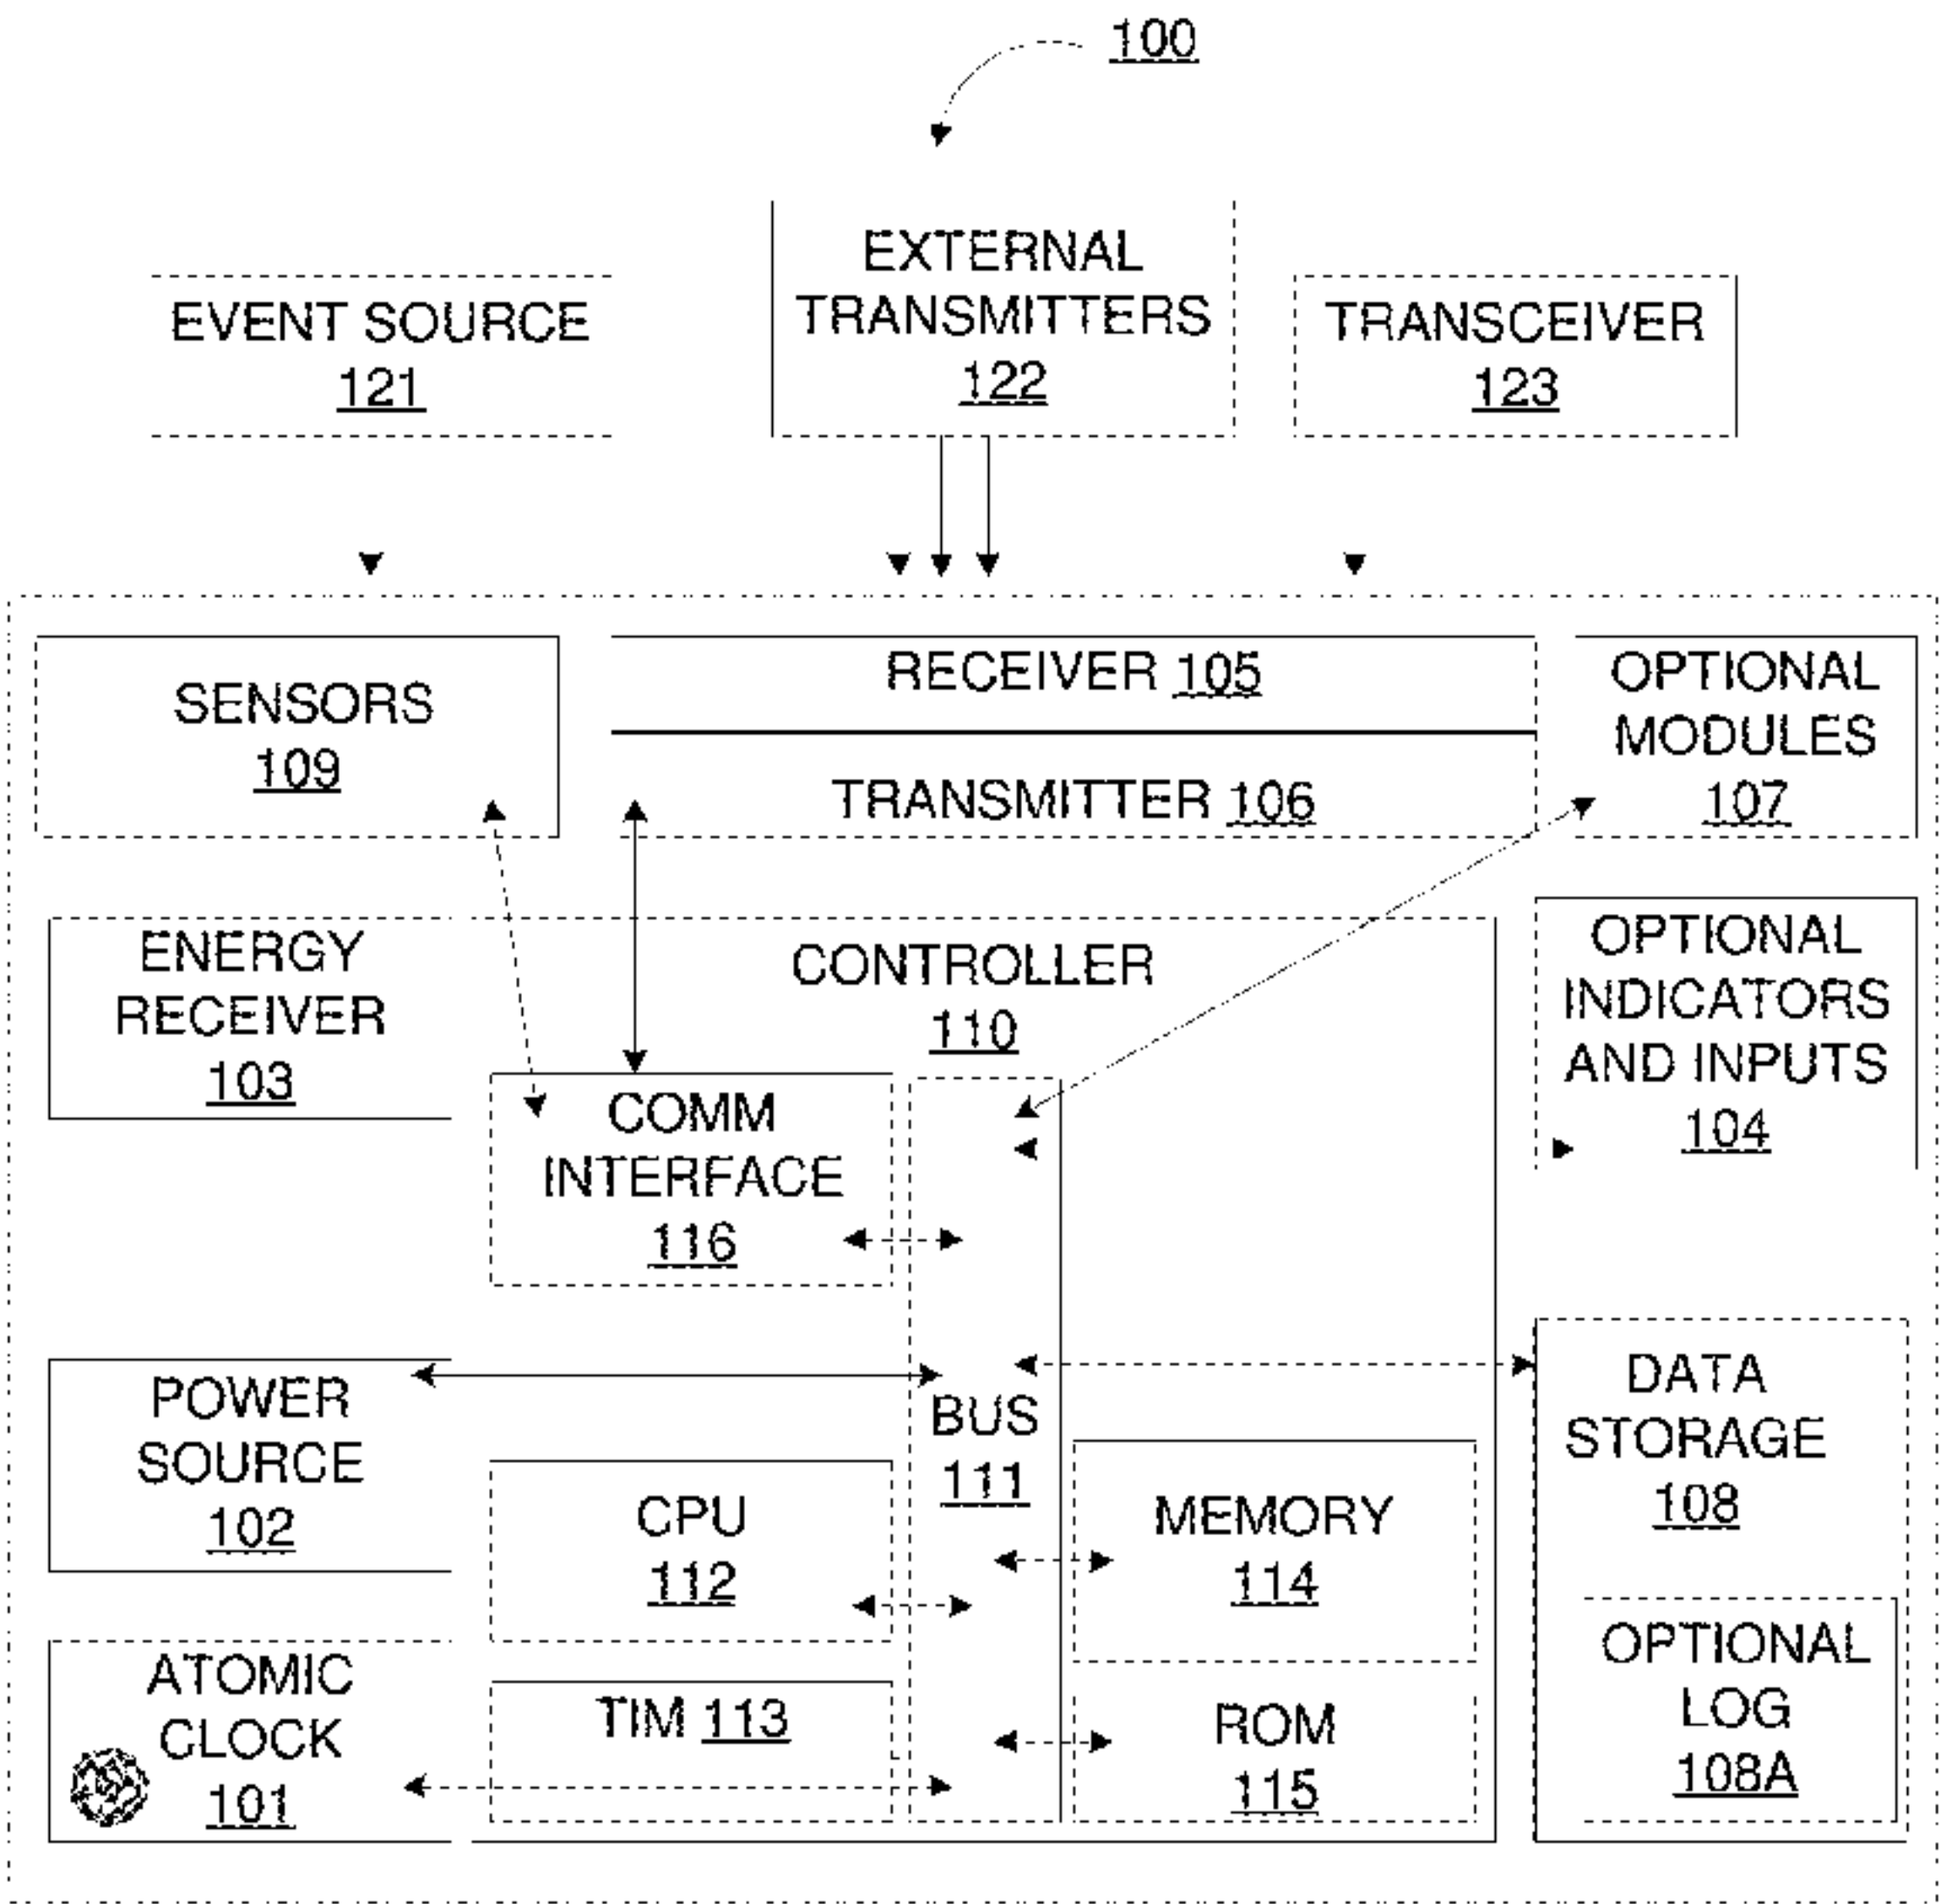 100
EVENT SOURCE
121
EXTERNAL
TRANSMITTERS
122
TRANSCEIVER
123
SENSORS
109
RECEIVER 105
TRANSMITTER 106
OPTIONAL
MODULES
107
ENERGY
RECEIVER
103
CONTROLLER
110
OPTIONAL
INDICATORS
AND INPUTS
104
COMM
INTERFACE
116
POWER
SOURCE
102
BUS
111
DATA
STORAGE
108
CPU
112
MEMORY
114
OPTIONAL
LOG
108A
ATOMIC
CLOCK
101
TIM 113
ROM
115